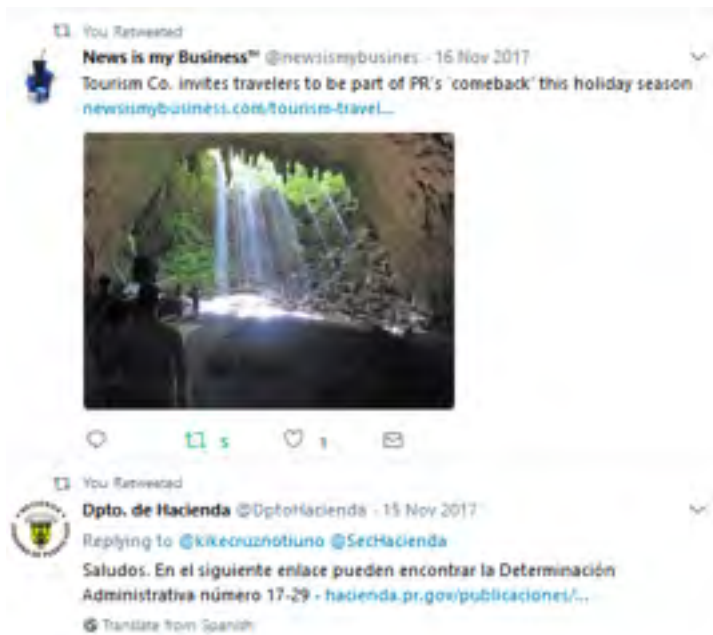 You Retweeted
News is my Business™ @newsismybusines - 16 Nov 2017
Tourism Co. invites travelers to be part of PR's 'comeback' this holiday season
newsismybusiness.com/tourism-travel...
5 1
You Retweeted
Dpto. de Hacienda @DptoHacienda - 15 Nov 2017
Replying to @kikecruznotiuno @SecHacienda
Saludos. En el siguiente enlace pueden encontrar la Determinación
Administrativa número 17-29 - hacienda.pr.gov/publicaciones/...
Translate from Spanish